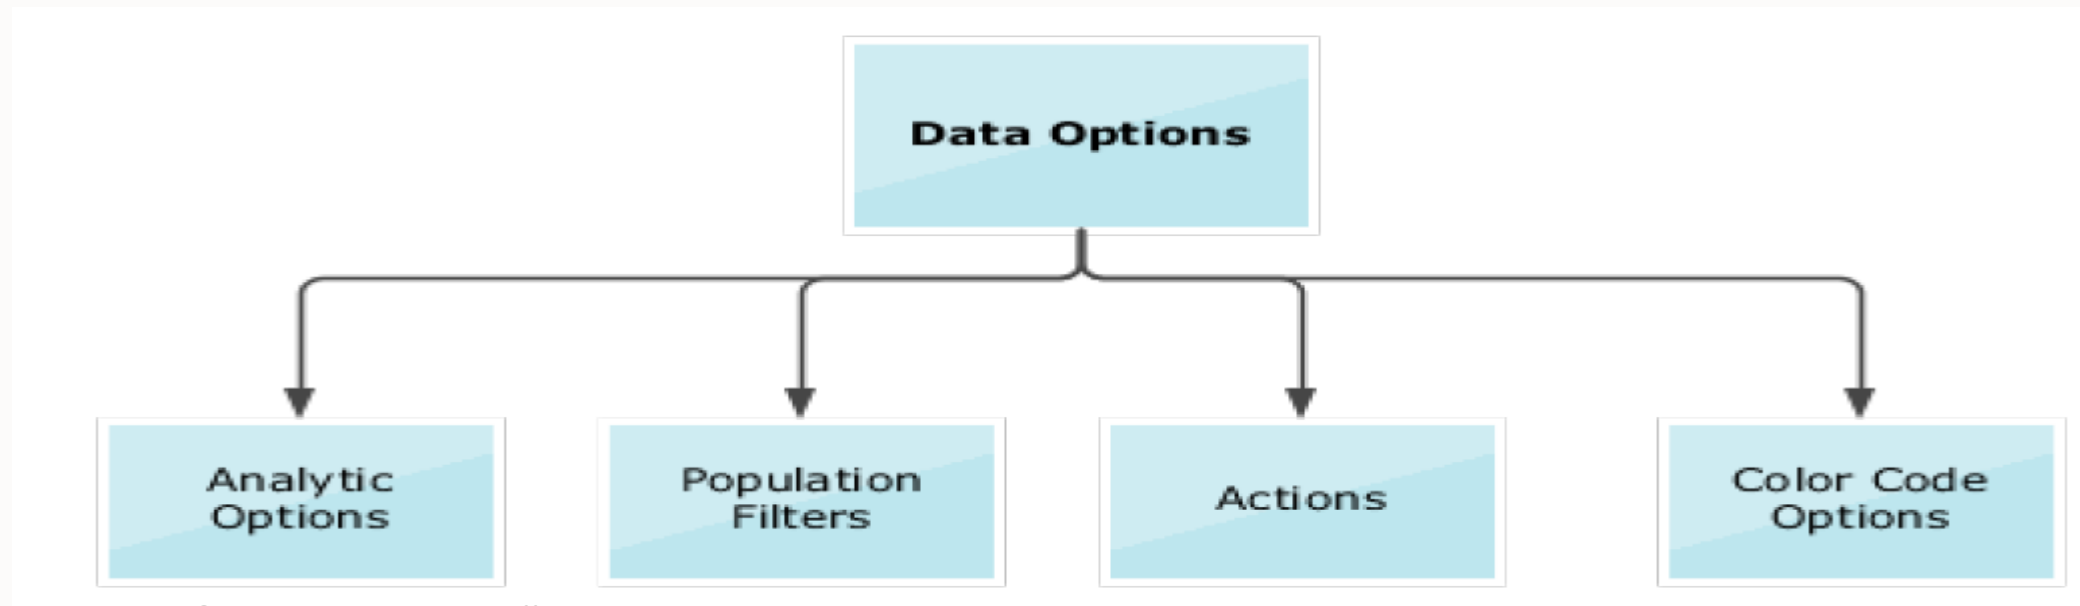 Data Options
Analytic
Options
Population
Filters
Actions
Color Code
Options